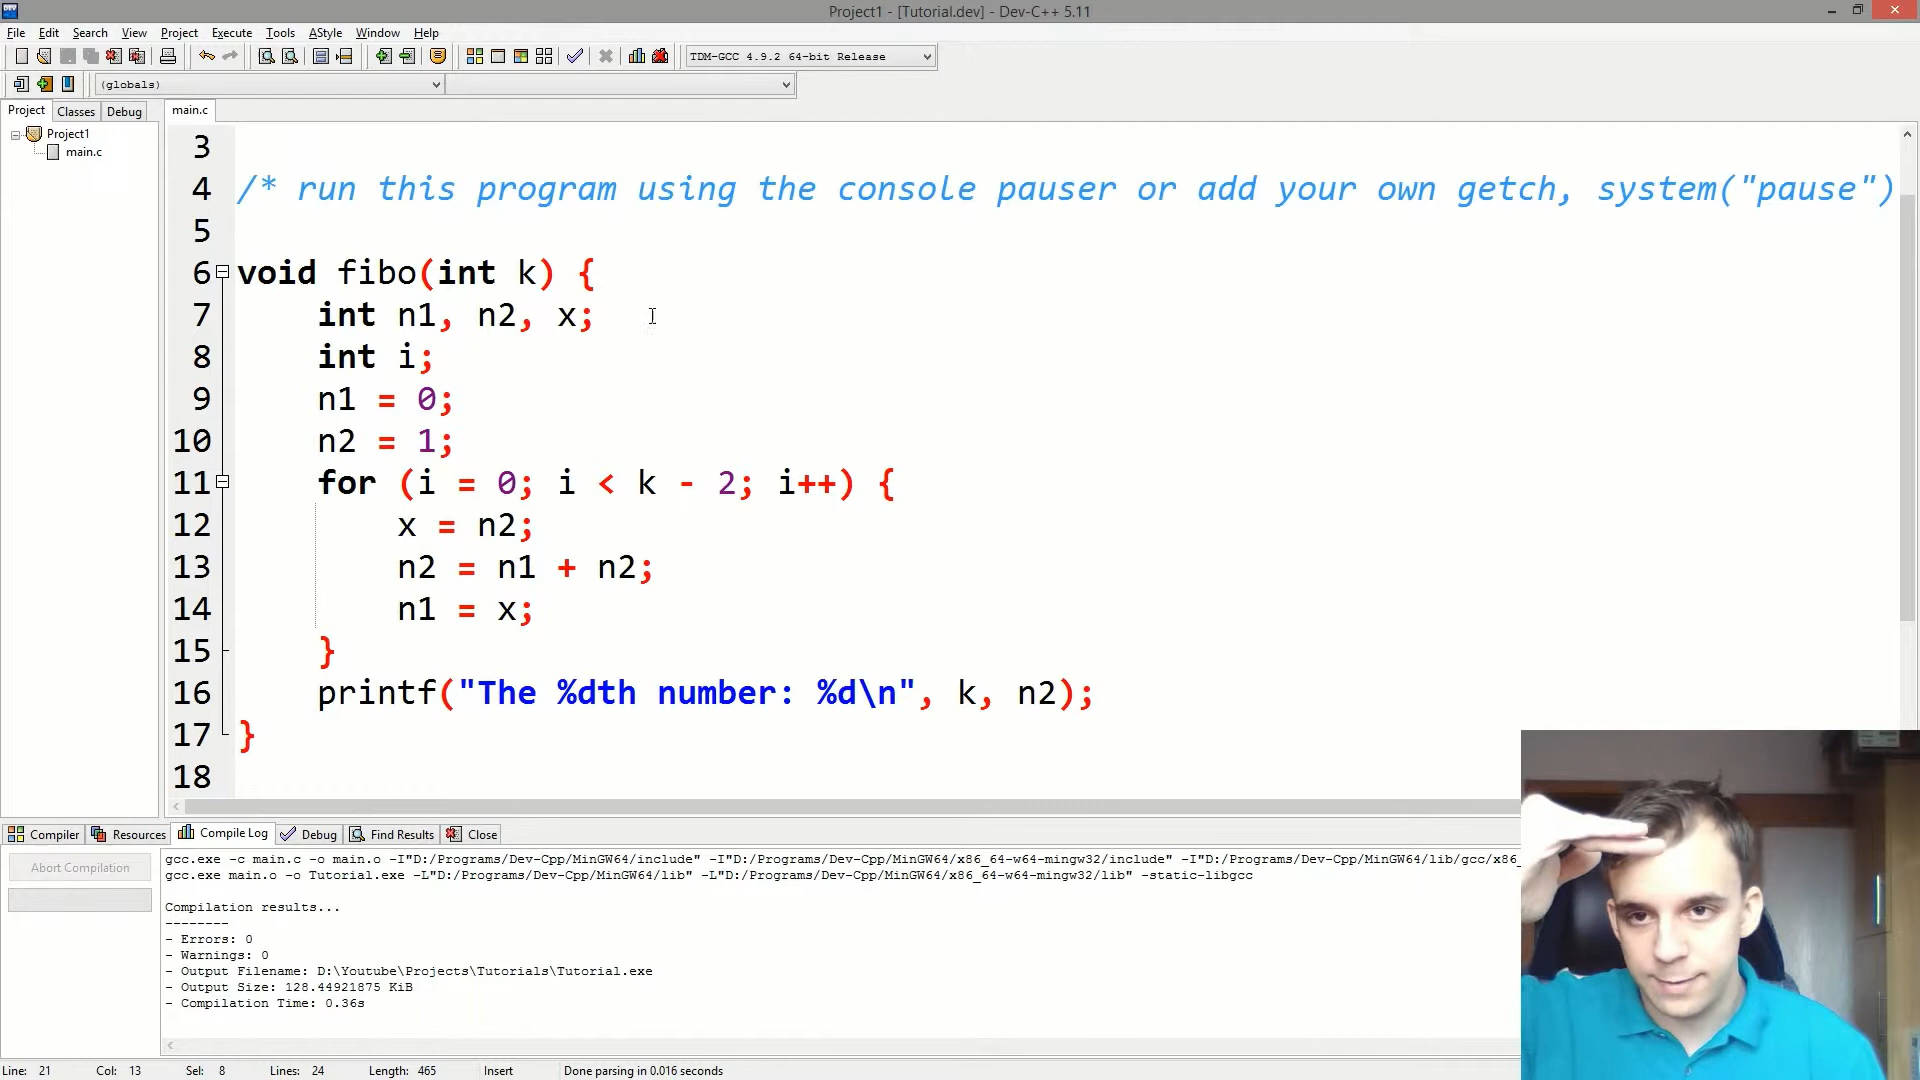 Project1 - [Tutorial.dev] - Dev-C++ 5.11
File Edit Search View Project Execute Tools AStyle Window Help
TDM-GCC 4.9.2 64-bit Release
(globals)
Project Classes Debug main.c
Project1
main.c
3
4 /* run this program using the console pauser or add your own getch, system("pause")
5
6 void fibo(int k) {
7 int n1, n2, x;
8 int i;
9 n1 = 0;
10 n2 = 1;
11 for (i = 0; i < k - 2; i++) {
12 x = n2;
13 n2 = n1 + n2;
14 n1 = x;
15 }
16 printf("The %dth number: %d\n", k, n2);
17 }
18
Compiler Resources Compile Log Debug Find Results Close
Abort Compilation
gcc.exe -c main.c -o main.o -I"D:/Programs/Dev-Cpp/MinGW64/include" -I"D:/Programs/Dev-Cpp/MinGW64/x86_64-w64-mingw32/include" -I"D:/Programs/Dev-Cpp/MinGW64/lib/gcc/x86_
gcc.exe main.o -o Tutorial.exe -L"D:/Programs/Dev-Cpp/MinGW64/lib" -L"D:/Programs/Dev-Cpp/MinGW64/x86_64-w64-mingw32/lib" -static-libgcc
Compilation results...
--------
- Errors: 0
- Warnings: 0
- Output Filename: D:\Youtube\Projects\Tutorials\Tutorial.exe
- Output Size: 128.44921875 KiB
- Compilation Time: 0.36s
Line: 21 Col: 13 Sel: 8 Lines: 24 Length: 465 Insert Done parsing in 0.016 seconds